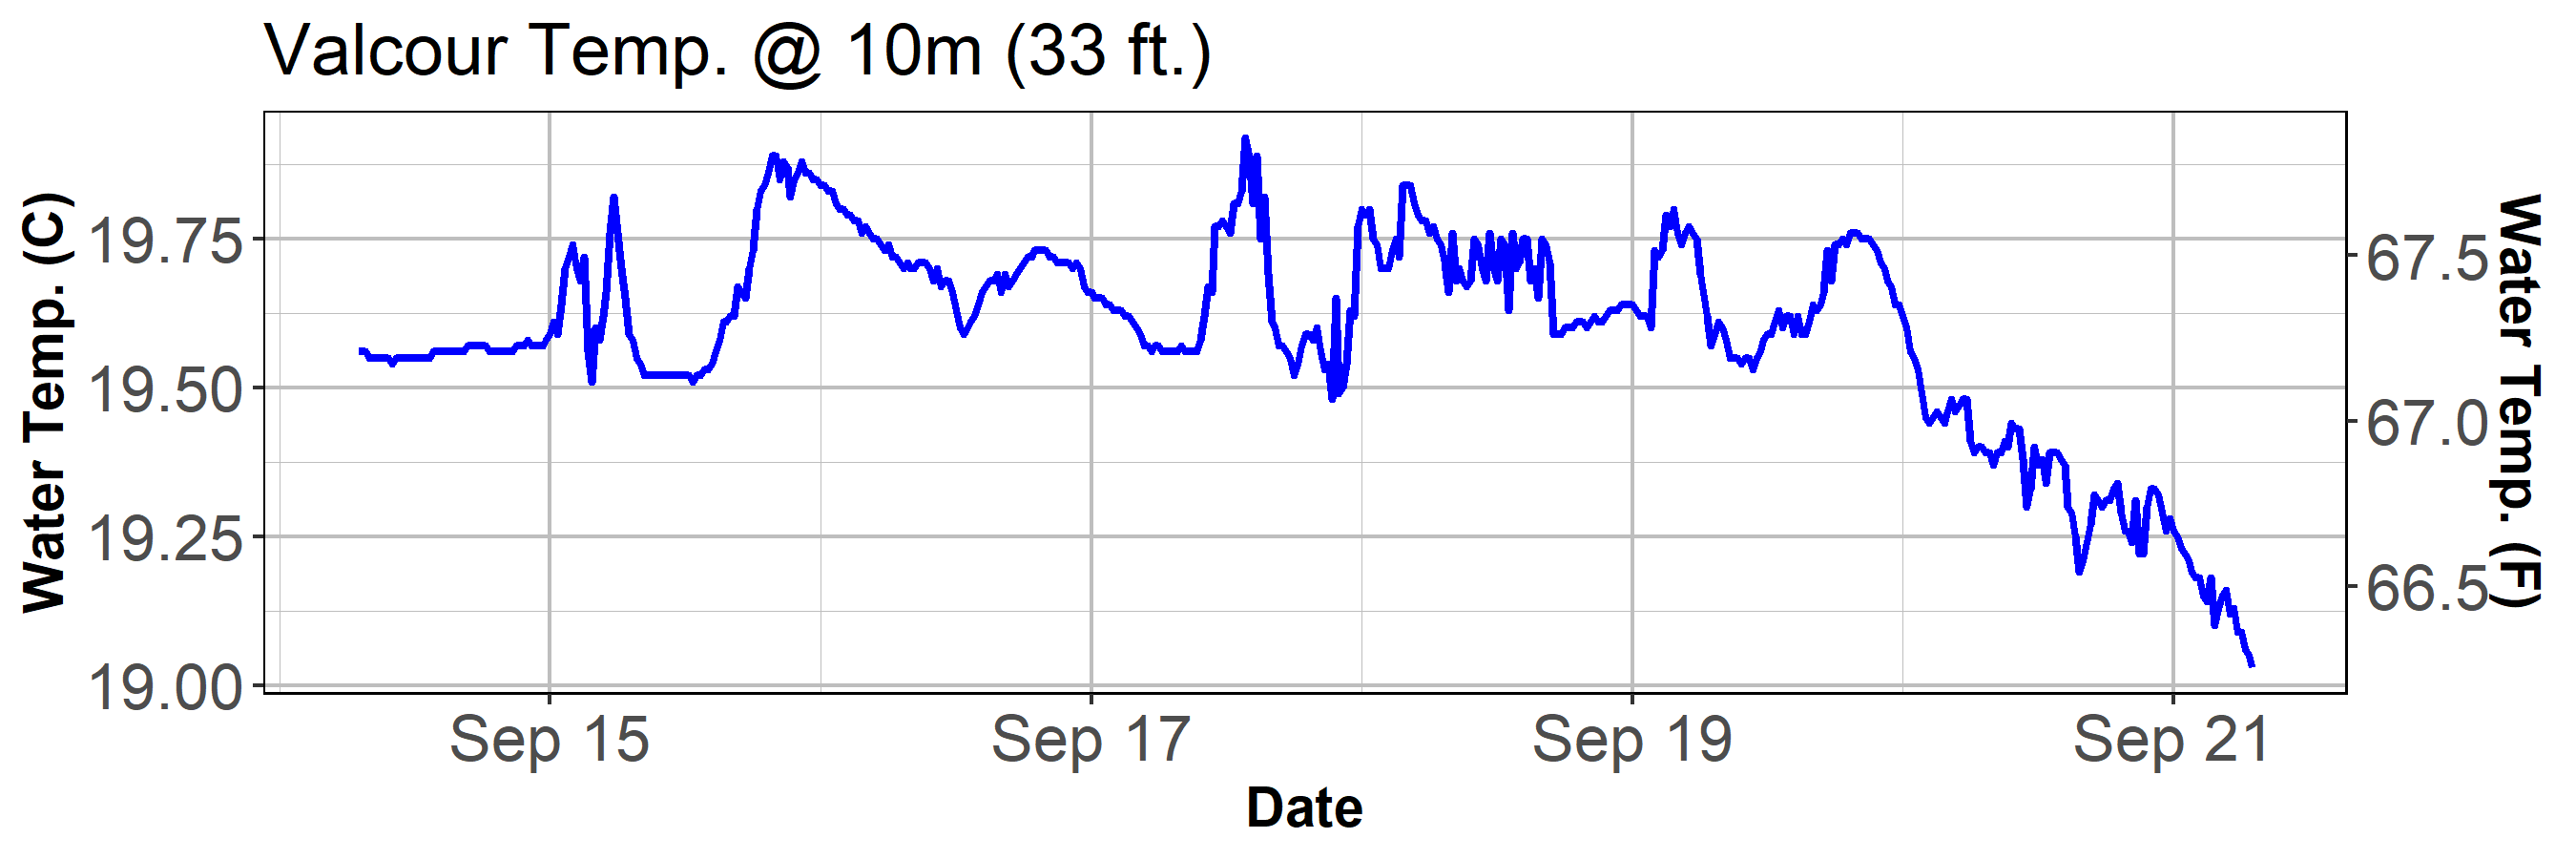 Valcour Temp. @ 10m (33 ft.)
Water Temp. (C)
19.75
19.50
19.25
19.00
67.5
67.0
66.5
Water Temp. (F)
Sep 15
Sep 17
Sep 19
Sep 21
Date